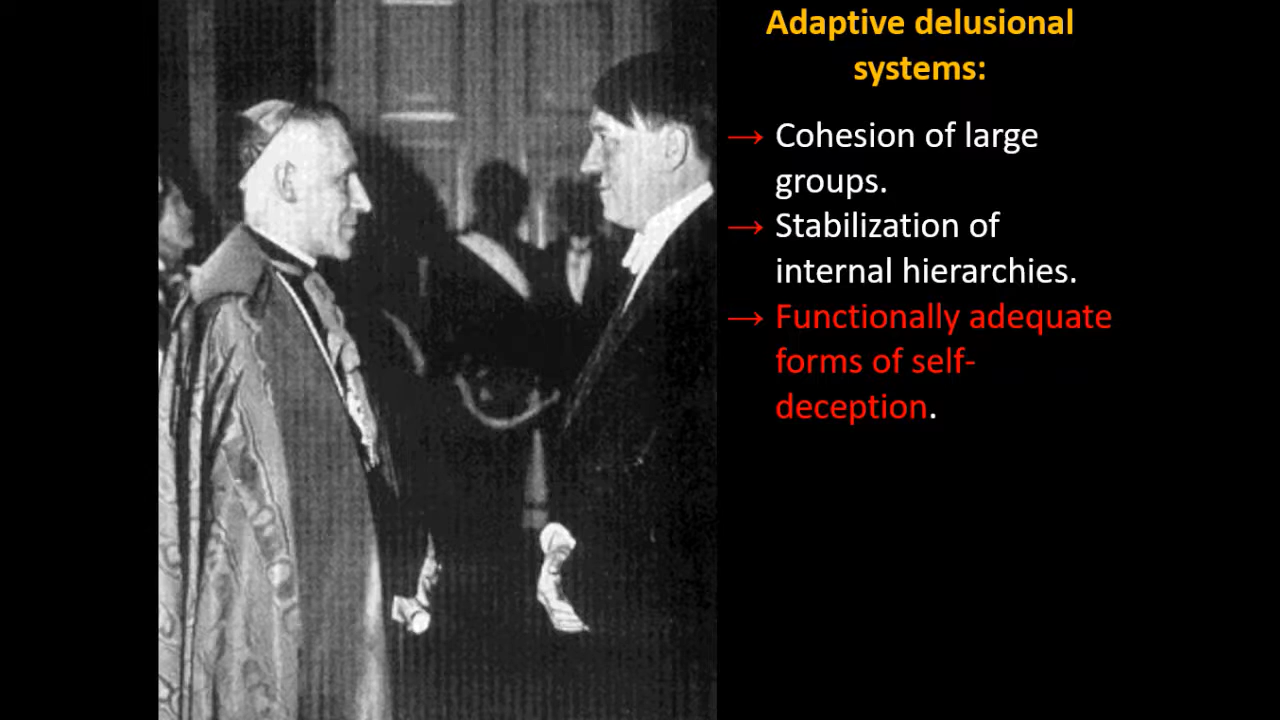 Adaptive delusional
systems:
→ Cohesion of large
groups.
→ Stabilization of
internal hierarchies.
→ Functionally adequate
forms of self-
deception.